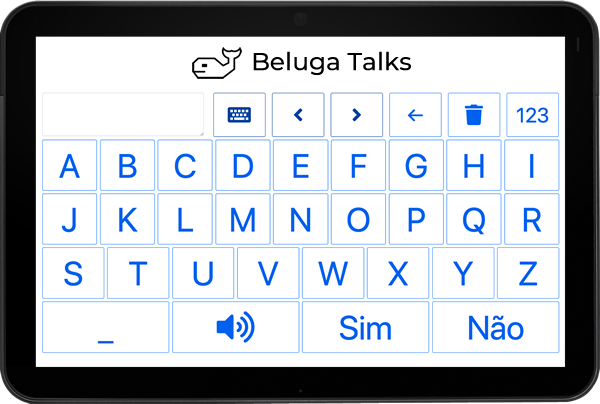 Beluga Talks
123
A B C D E F G H I
J K L M N O P Q R
S T U V W X Y Z
_ Sim Não